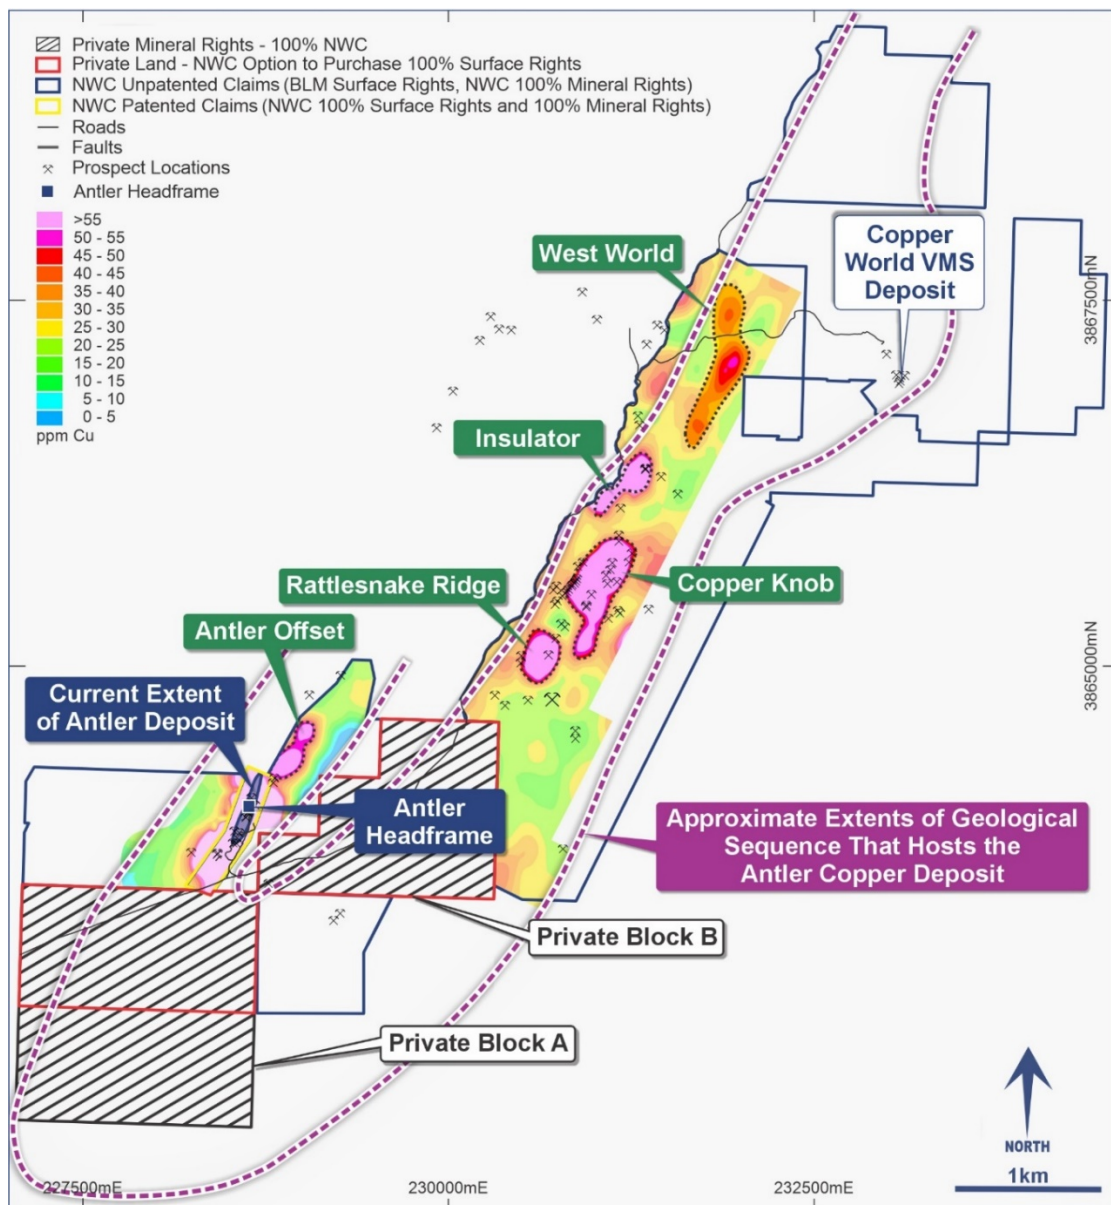 Private Mineral Rights - 100% NWC
Private Land - NWC Option to Purchase 100% Surface Rights
NWC Unpatented Claims (BLM Surface Rights, NWC 100% Mineral Rights)
NWC Patented Claims (NWC 100% Surface Rights and 100% Mineral Rights)
Roads
Faults
Prospect Locations
Antler Headframe
>55
50 - 55
45 - 50
40 - 45
35 - 40
30 - 35
25 - 30
20 - 25
15 - 20
10 - 15
5 - 10
0 - 5
ppm Cu
West World
Copper
World VMS
Deposit
3867500mN
Insulator
Rattlesnake Ridge
Copper Knob
Antler Offset
3865000mN
Current Extent
of Antler Deposit
Antler
Headframe
Approximate Extents of Geological
Sequence That Hosts the
Antler Copper Deposit
Private Block B
Private Block A
NORTH
1km
227500mE
230000mE
232500mE